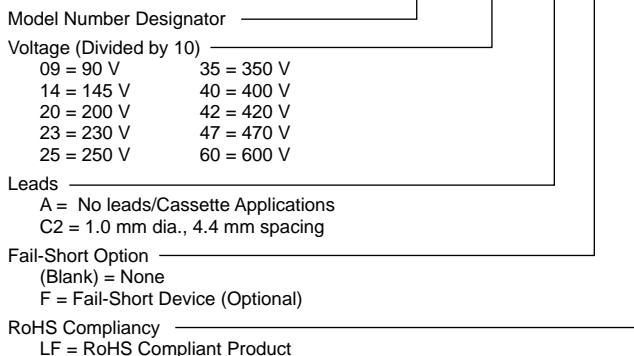 Model Number Designator
Voltage (Divided by 10)
09 = 90 V 35 = 350 V
14 = 145 V 40 = 400 V
20 = 200 V 42 = 420 V
23 = 230 V 47 = 470 V
25 = 250 V 60 = 600 V
Leads
A = No leads/Cassette Applications
C2 = 1.0 mm dia., 4.4 mm spacing
Fail-Short Option
(Blank) = None
F = Fail-Short Device (Optional)
RoHS Compliancy
LF = RoHS Compliant Product